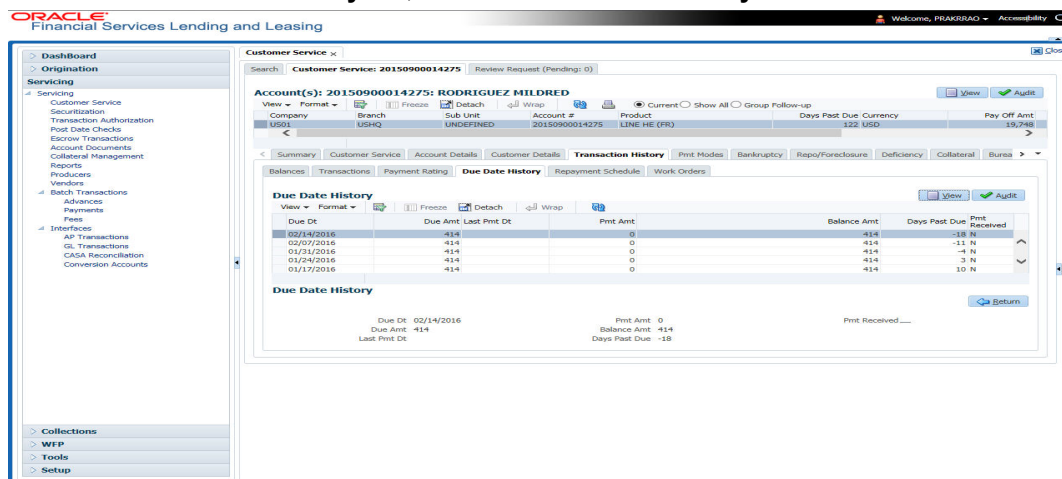 ORACLE
Financial Services Lending and Leasing
Welcome, PRAKRRAO
Accessibility
DashBoard
Origination
Servicing
Servicing
Customer Service
Securitization
Transaction Authorization
Post Date Checks
Escrow Transactions
Account Documents
Collateral Management
Reports
Producers
Vendors
Batch Transactions
Advances
Payments
Fees
Interfaces
AP Transactions
GL Transactions
CASA Reconciliation
Conversion Accounts
Collections
WFP
Tools
Setup
Customer Service ×
Search Customer Service: 20150900014275 Review Request (Pending: 0)
Account(s): 20150900014275: RODRIGUEZ MILDRED
View Audit
View Format Freeze Detach Wrap Current Show All Group Follow-up
Company Branch Sub Unit Account # Product Days Past Due Currency Pay Off Amt
US01 USHQ UNDEFINED 20150900014275 LINE HE (FR) 122 USD 19,748
Summary Customer Service Account Details Customer Details Transaction History Pmt Modes Bankruptcy Repo/Foreclosure Deficiency Collateral Burea
Balances Transactions Payment Rating Due Date History Repayment Schedule Work Orders
Due Date History
View Audit
View Format Freeze Detach Wrap
Due Dt Due Amt Last Pmt Dt Pmt Amt Balance Amt Days Past Due Pmt Received
02/14/2016 414 0 414 -18 N
02/07/2016 414 0 414 -11 N
01/31/2016 414 0 414 -4 N
01/24/2016 414 0 414 3 N
01/17/2016 414 0 414 10 N
Due Date History
Return
Due Dt 02/14/2016 Pmt Amt 0 Pmt Received
Due Amt 414 Balance Amt 414
Last Pmt Dt Days Past Due -18